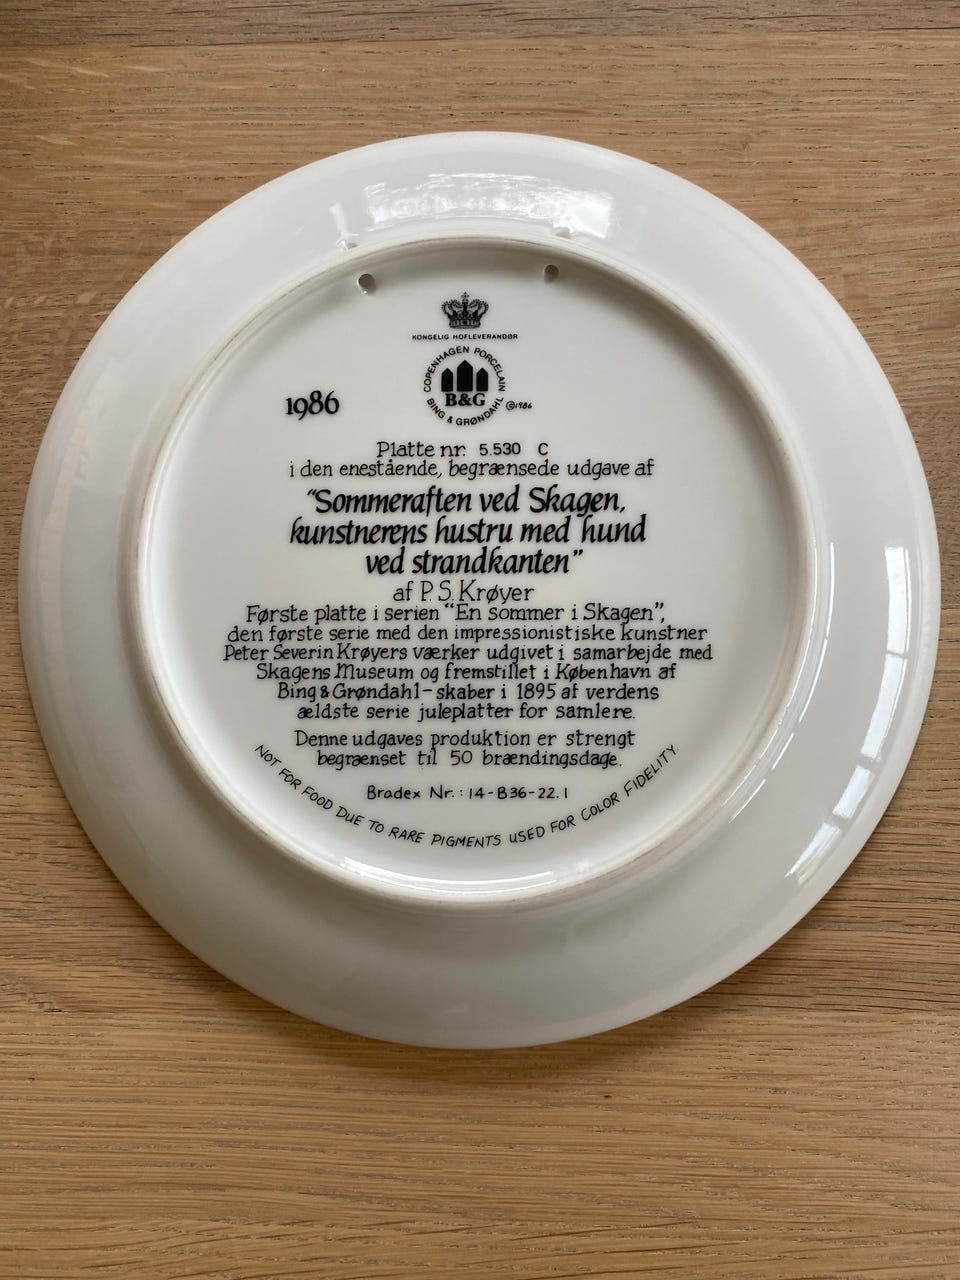 KONGELIG HOFLEVERANDØR
COPENHAGEN PORCELAIN
B&G
BING & GRØNDAHL
©1986
1986
Platte nr. 5.530 C
i den enestående, begrænsede udgave af
“Sommeraften ved Skagen,
kunstnerens hustru med hund
ved strandkanten”
af P. S. Krøyer
Første platte i serien “En sommer i Skagen”,
den første serie med den impressionistiske kunstner
Peter Severin Krøyers værker udgivet i samarbejde med
Skagens Museum og fremstillet i København af
Bing & Grøndahl – skaber i 1895 af verdens
ældste serie juleplatter for samlere.
Denne udgaves produktion er strengt
begrænset til 50 brændingsdage.
Bradex Nr.: 14-B36-22.1
NOT FOR FOOD DUE TO RARE PIGMENTS USED FOR COLOR FIDELITY.